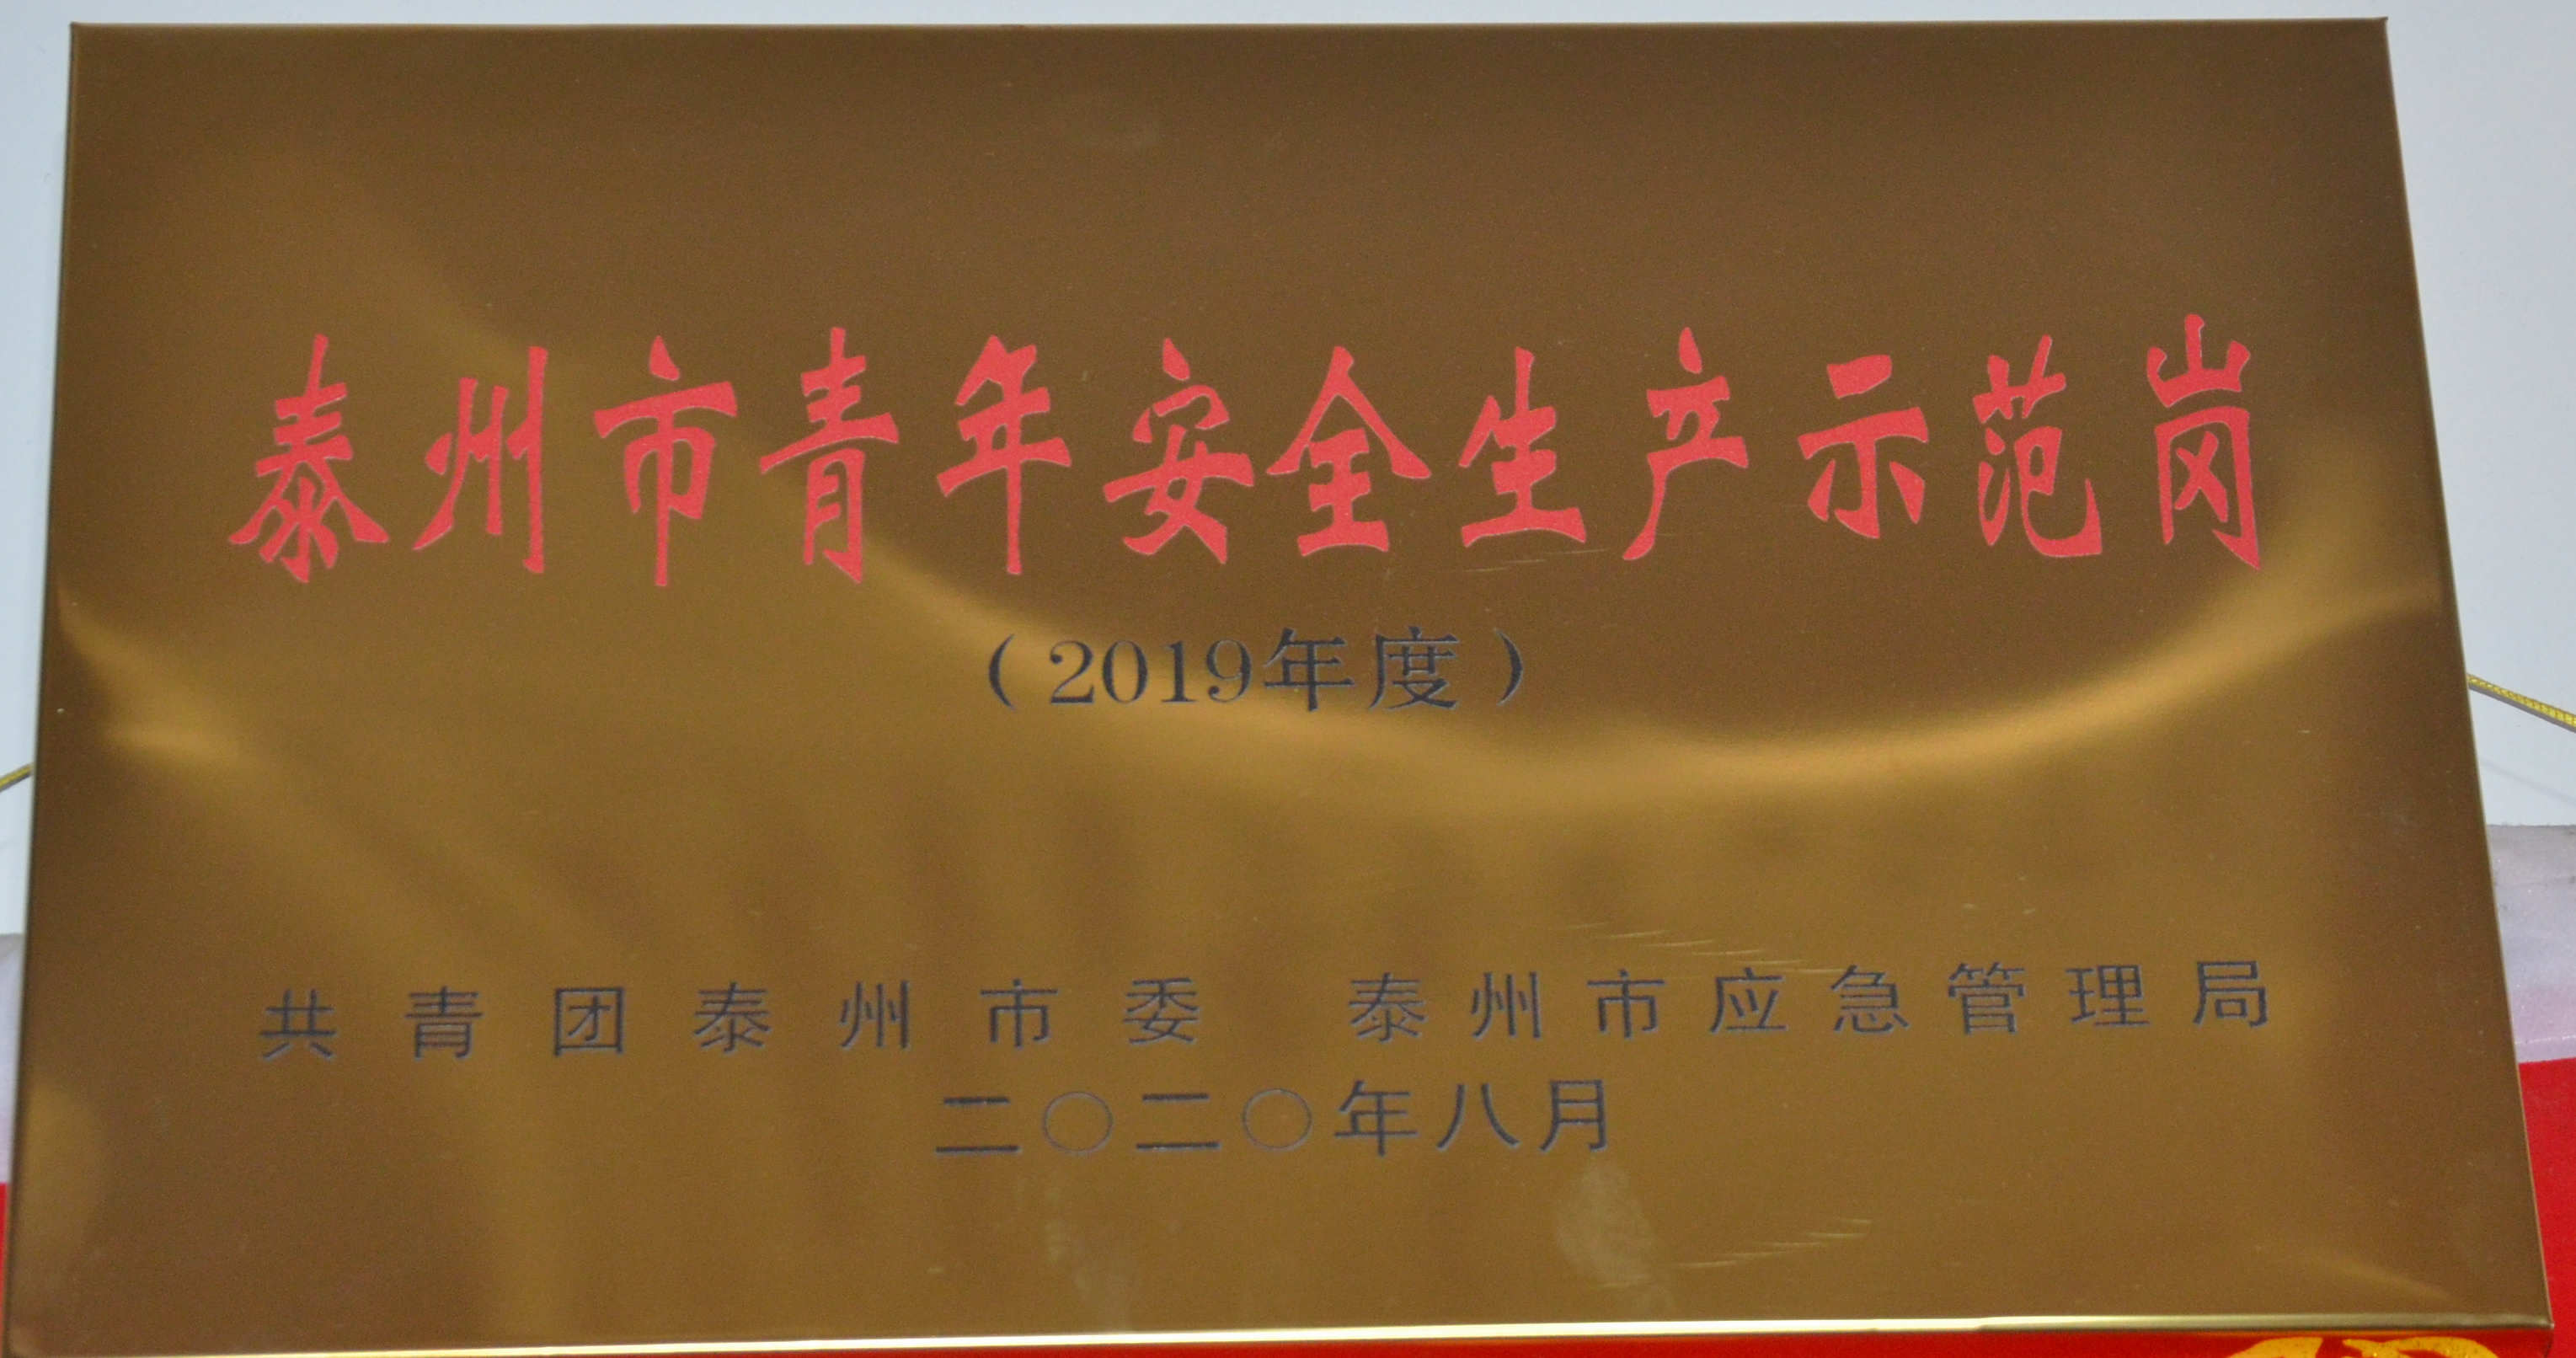 泰州市青年安全生产示范岗
（2019年度）
共青团泰州市委 泰州市应急管理局
二〇二〇年八月